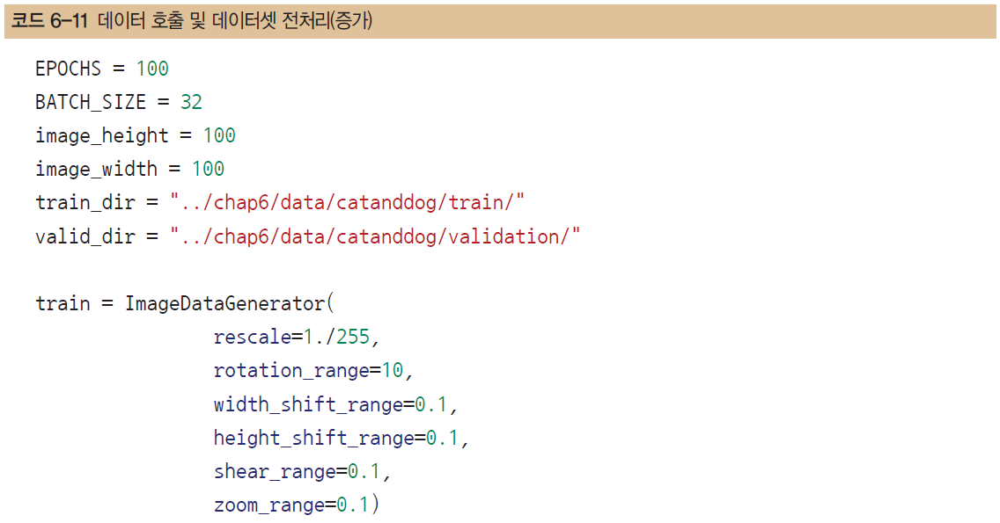 코드 6-11 데이터 호출 및 데이터셋 전처리(증가)
EPOCHS = 100
BATCH_SIZE = 32
image_height = 100
image_width = 100
train_dir = "../chap6/data/catanddog/train/"
valid_dir = "../chap6/data/catanddog/validation/"
train = ImageDataGenerator(
rescale=1./255,
rotation_range=10,
width_shift_range=0.1,
height_shift_range=0.1,
shear_range=0.1,
zoom_range=0.1)